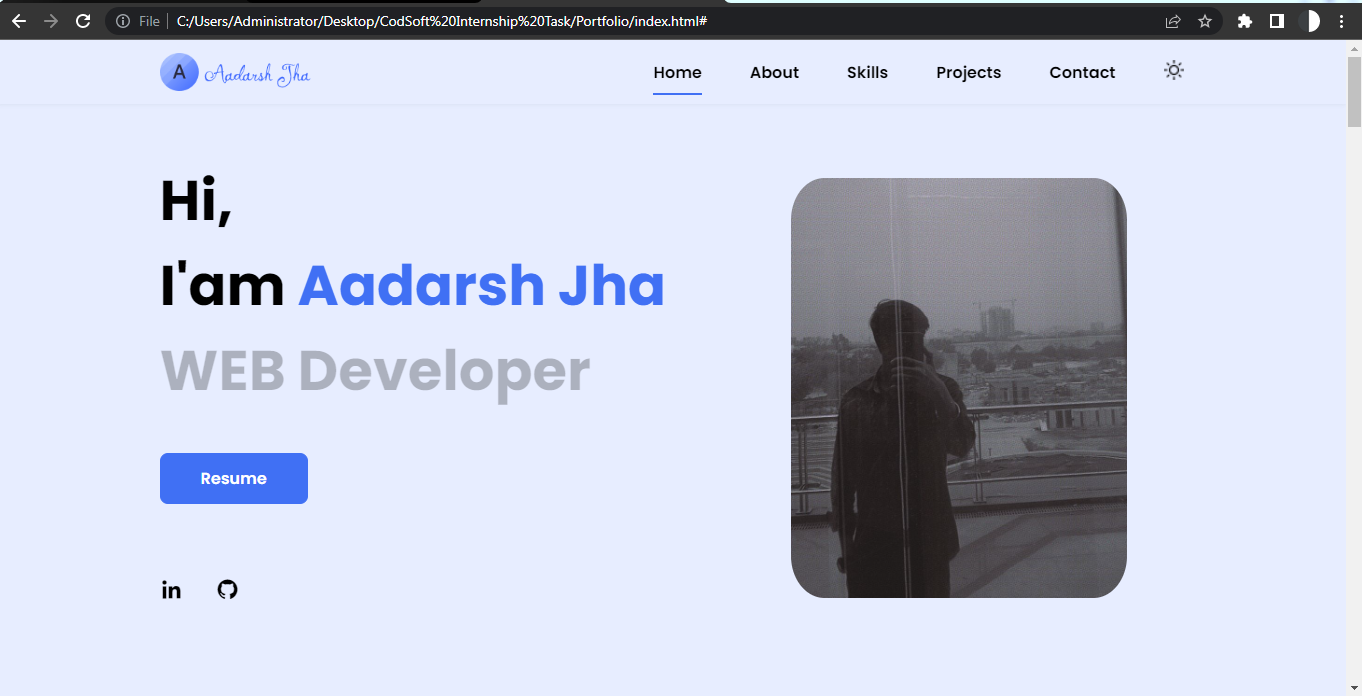 File C:/Users/Administrator/Desktop/CodSoft%20Internship%20Task/Portfolio/index.html#
A Aadarsh Jha Home About Skills Projects Contact
Hi,
I'am Aadarsh Jha
WEB Developer
Resume
in